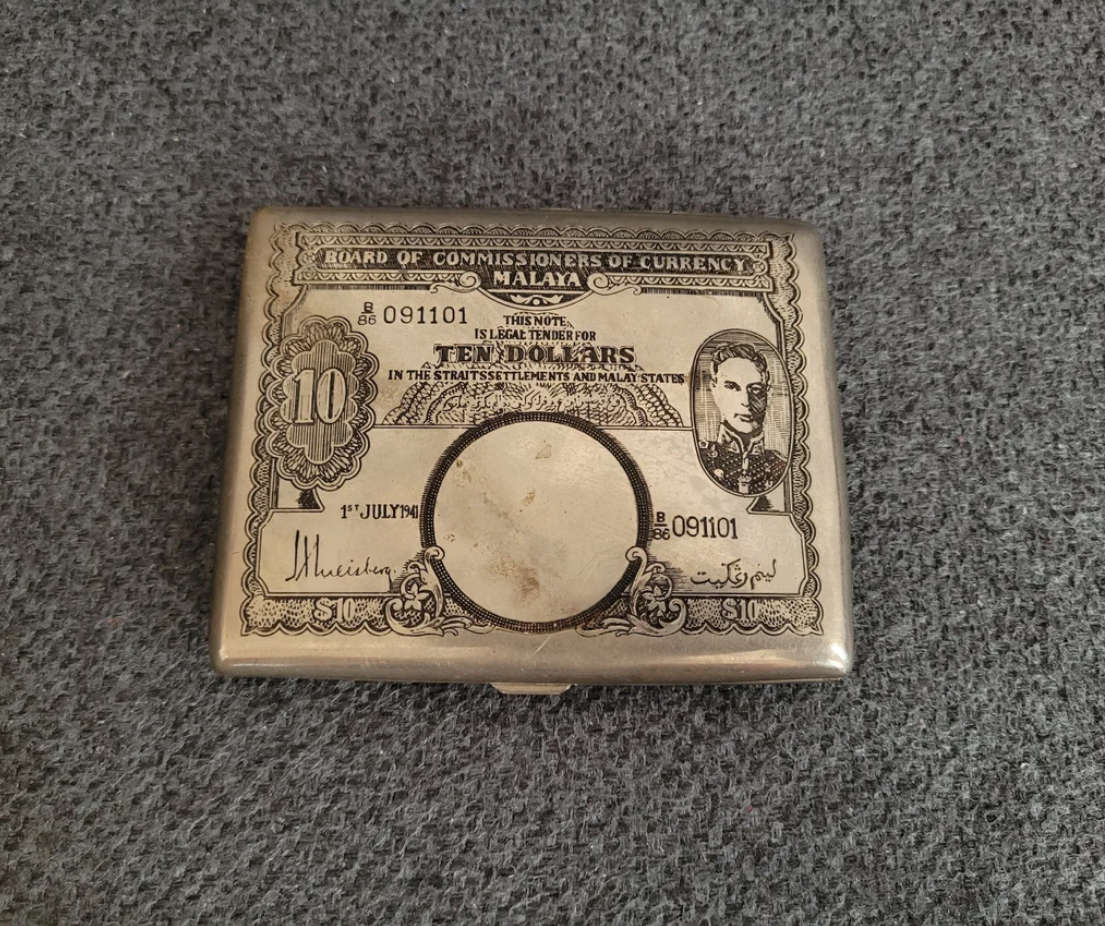 BOARD OF COMMISSIONERS OF CURRENCY
MALAYA
B/86 091101
THIS NOTE
IS LEGAL TENDER FOR
TEN DOLLARS
IN THE STRAITS SETTLEMENTS AND MALAY STATES
10
1ST JULY 1941
B/86 091101
$10
$10